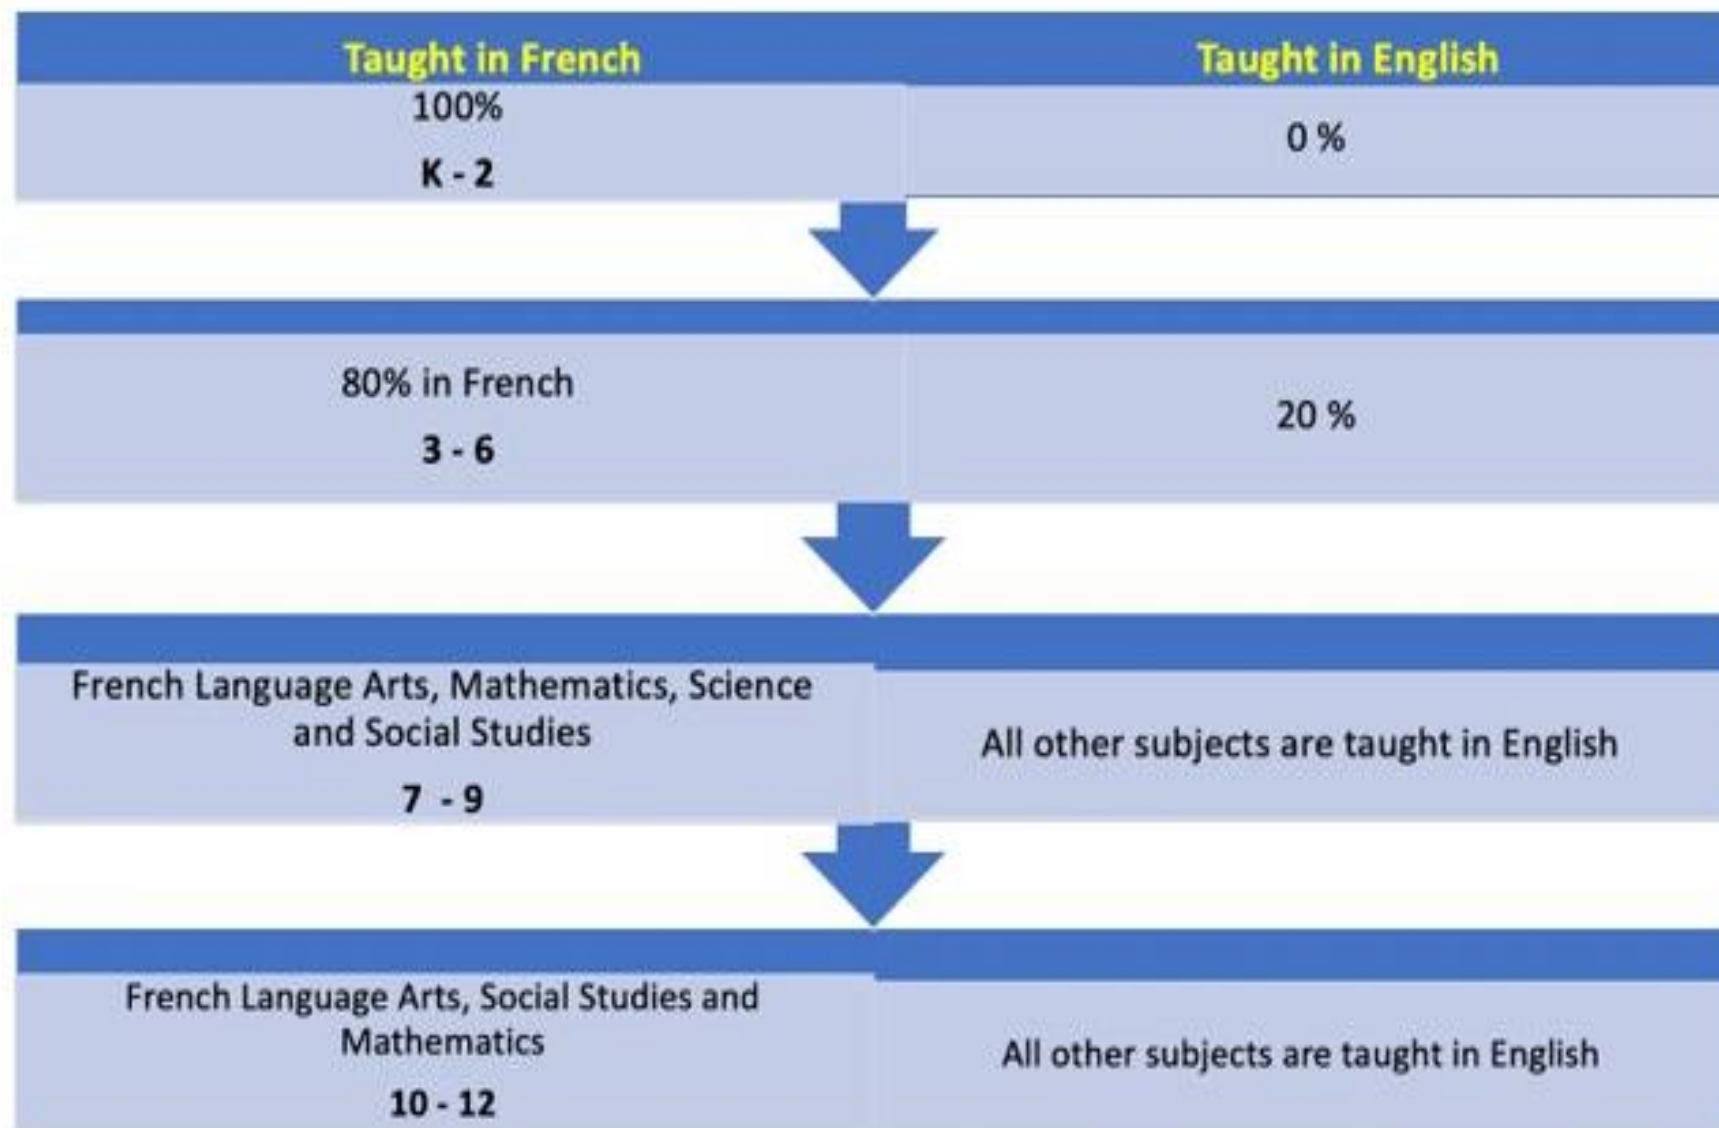 Taught in French
Taught in English
100%
K - 2
0 %
80% in French
3 - 6
20 %
French Language Arts, Mathematics, Science
and Social Studies
7  - 9
All other subjects are taught in English
French Language Arts, Social Studies and
Mathematics
10 - 12
All other subjects are taught in English